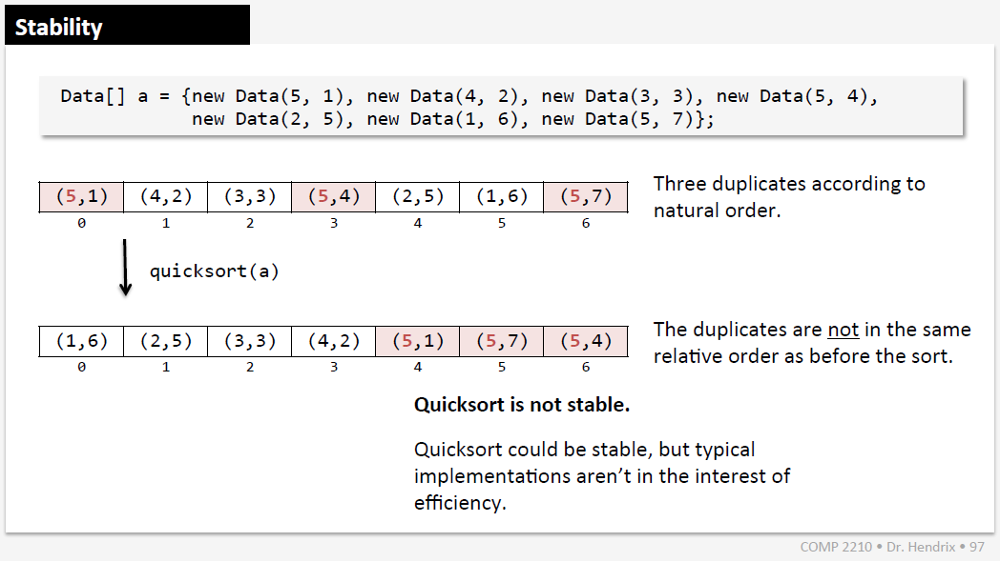 Stability
Data[] a = {new Data(5, 1), new Data(4, 2), new Data(3, 3), new Data(5, 4),
new Data(2, 5), new Data(1, 6), new Data(5, 7)};
(5,1) (4,2) (3,3) (5,4) (2,5) (1,6) (5,7)
0 1 2 3 4 5 6
Three duplicates according to
natural order.
quicksort(a)
(1,6) (2,5) (3,3) (4,2) (5,1) (5,7) (5,4)
0 1 2 3 4 5 6
The duplicates are not in the same
relative order as before the sort.
Quicksort is not stable.
Quicksort could be stable, but typical
implementations aren’t in the interest of
efficiency.
COMP 2210 • Dr. Hendrix • 97